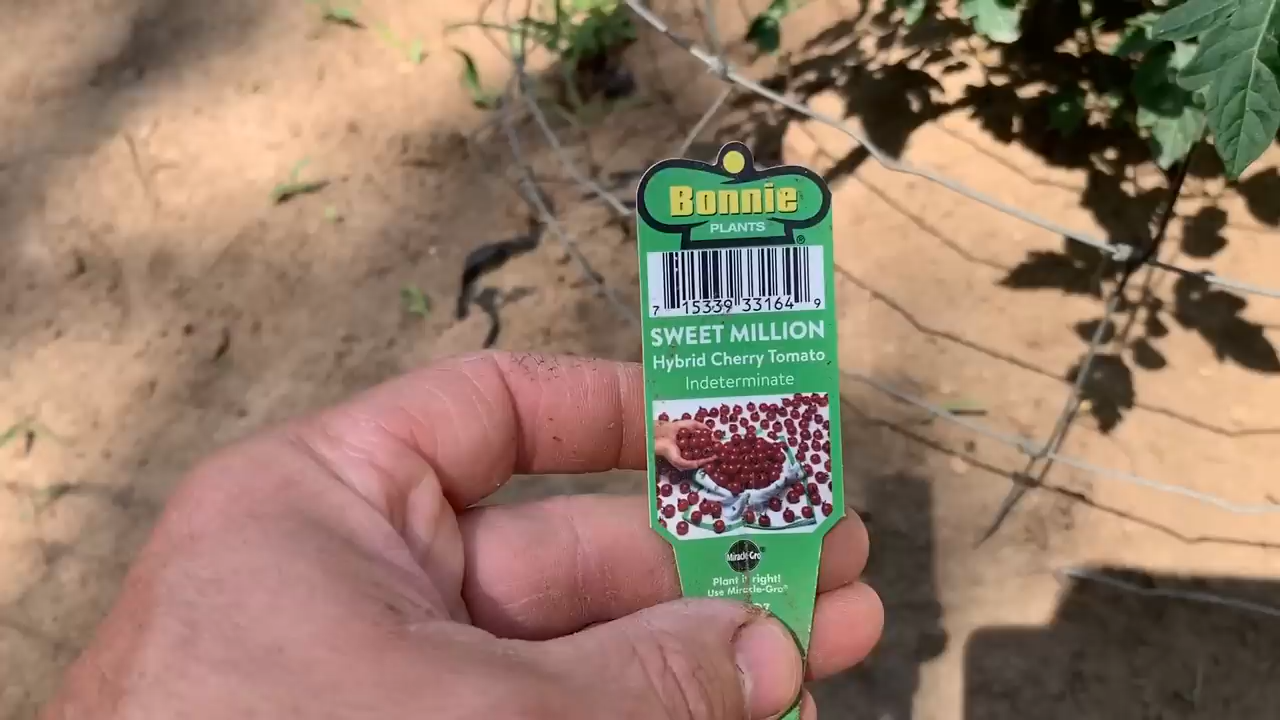 Bonnie
PLANTS
7 15339 33164 9
SWEET MILLION
Hybrid Cherry Tomato
Indeterminate
Miracle-Gro
Plant it right!
Use Miracle-Gro®